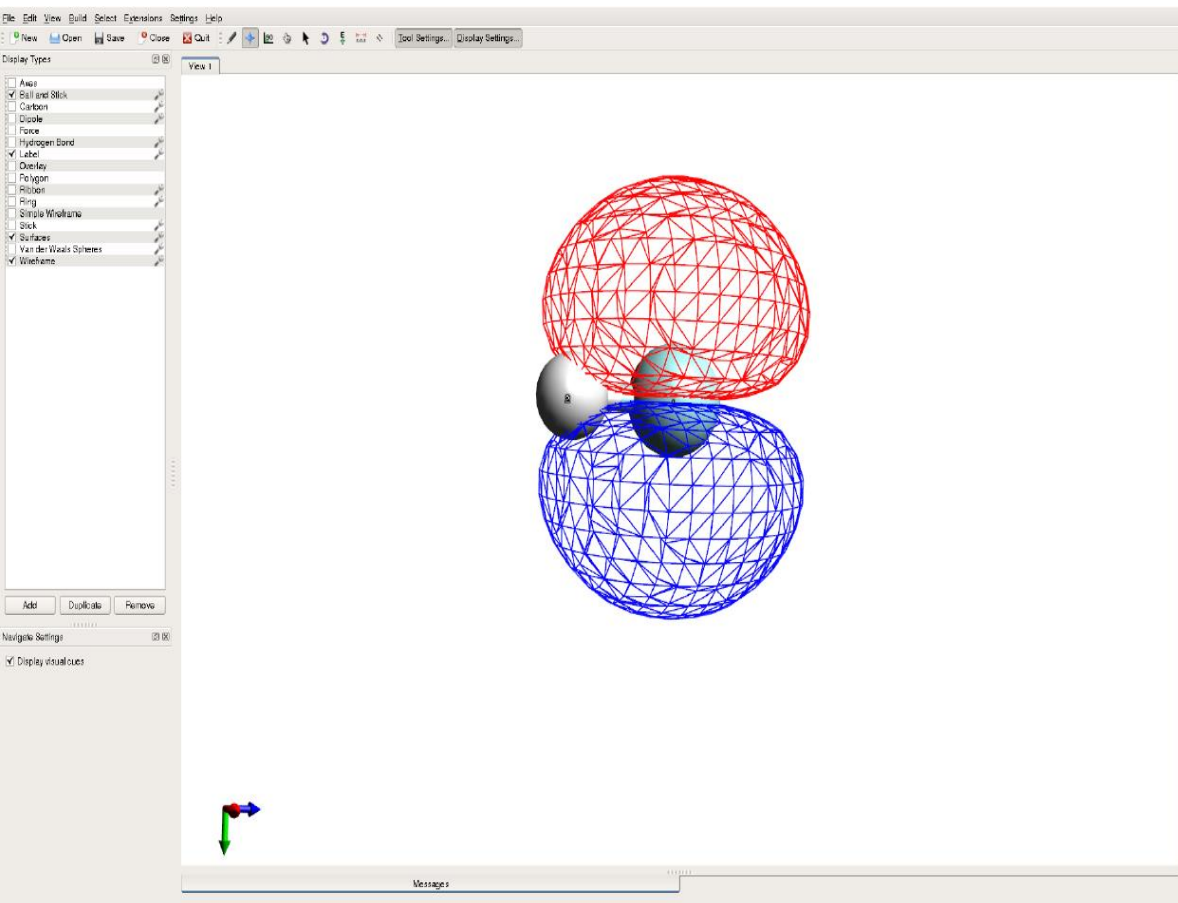 File Edit View Build Select Extensions Settings Help
New Open Save Close Quit Tool Settings... Display Settings...
Display Types
View 1
Axes
Ball and Stick
Cartoon
Dipole
Force
Hydrogen Bond
Label
Overlay
Polygon
Ribbon
Ring
Simple Wireframe
Stick
Surfaces
Van der Waals Spheres
Wireframe
Add Duplicate Remove
Navigate Settings
Display visual cues
Messages